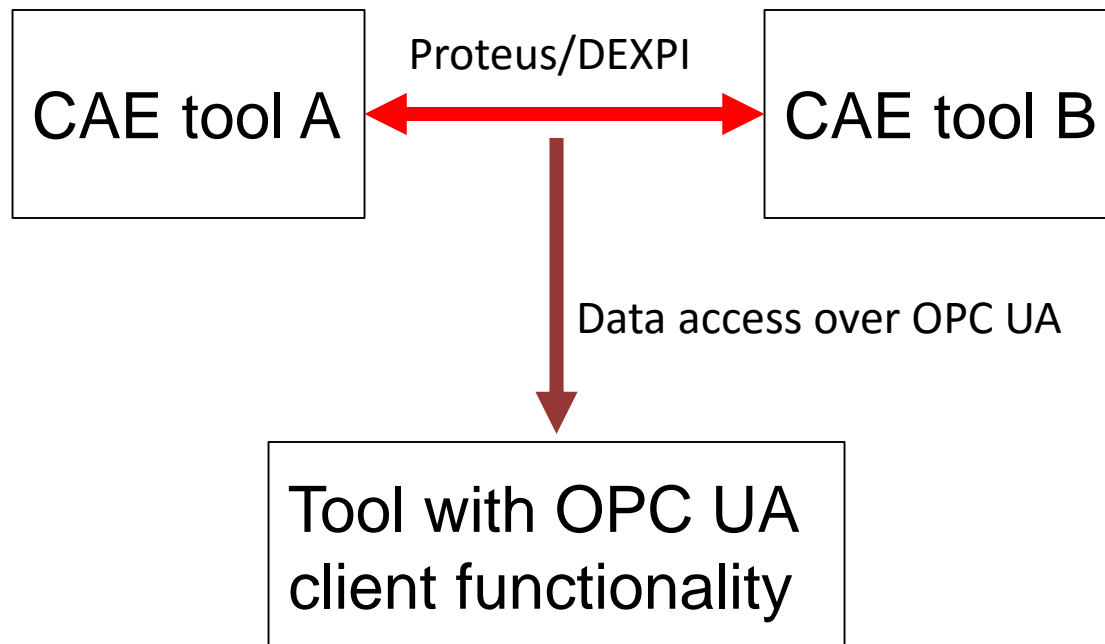 Proteus/DEXPI
CAE tool A
CAE tool B
Data access over OPC UA
Tool with OPC UA
client functionality